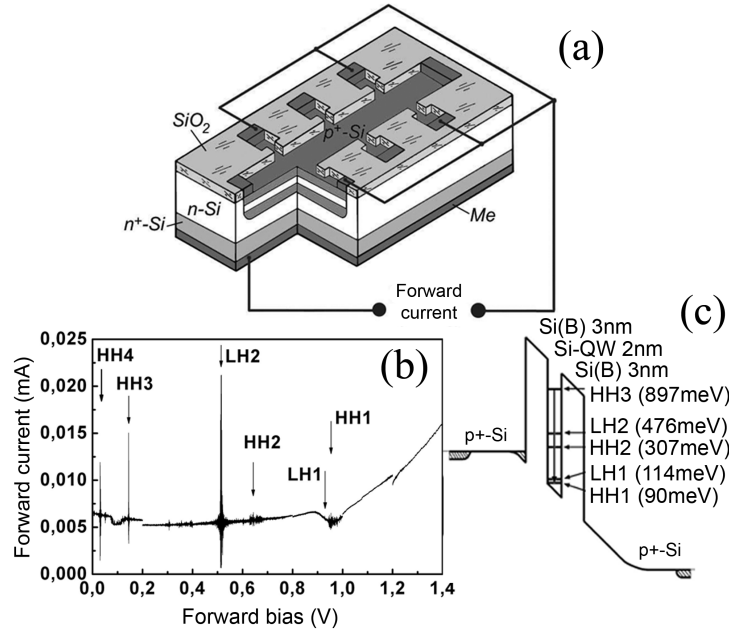 (a)
SiO2
p+-Si
n-Si
n+-Si
Me
Forward
current
(b)
0,025
0,020
0,015
0,010
0,005
0,000
Forward current (mA)
HH4
HH3
LH2
HH2
LH1
HH1
0,0 0,2 0,4 0,6 0,8 1,0 1,2 1,4
Forward bias (V)
(c)
Si(B) 3nm
Si-QW 2nm
Si(B) 3nm
HH3 (897meV)
p+-Si
LH2 (476meV)
HH2 (307meV)
LH1 (114meV)
HH1 (90meV)
p+-Si